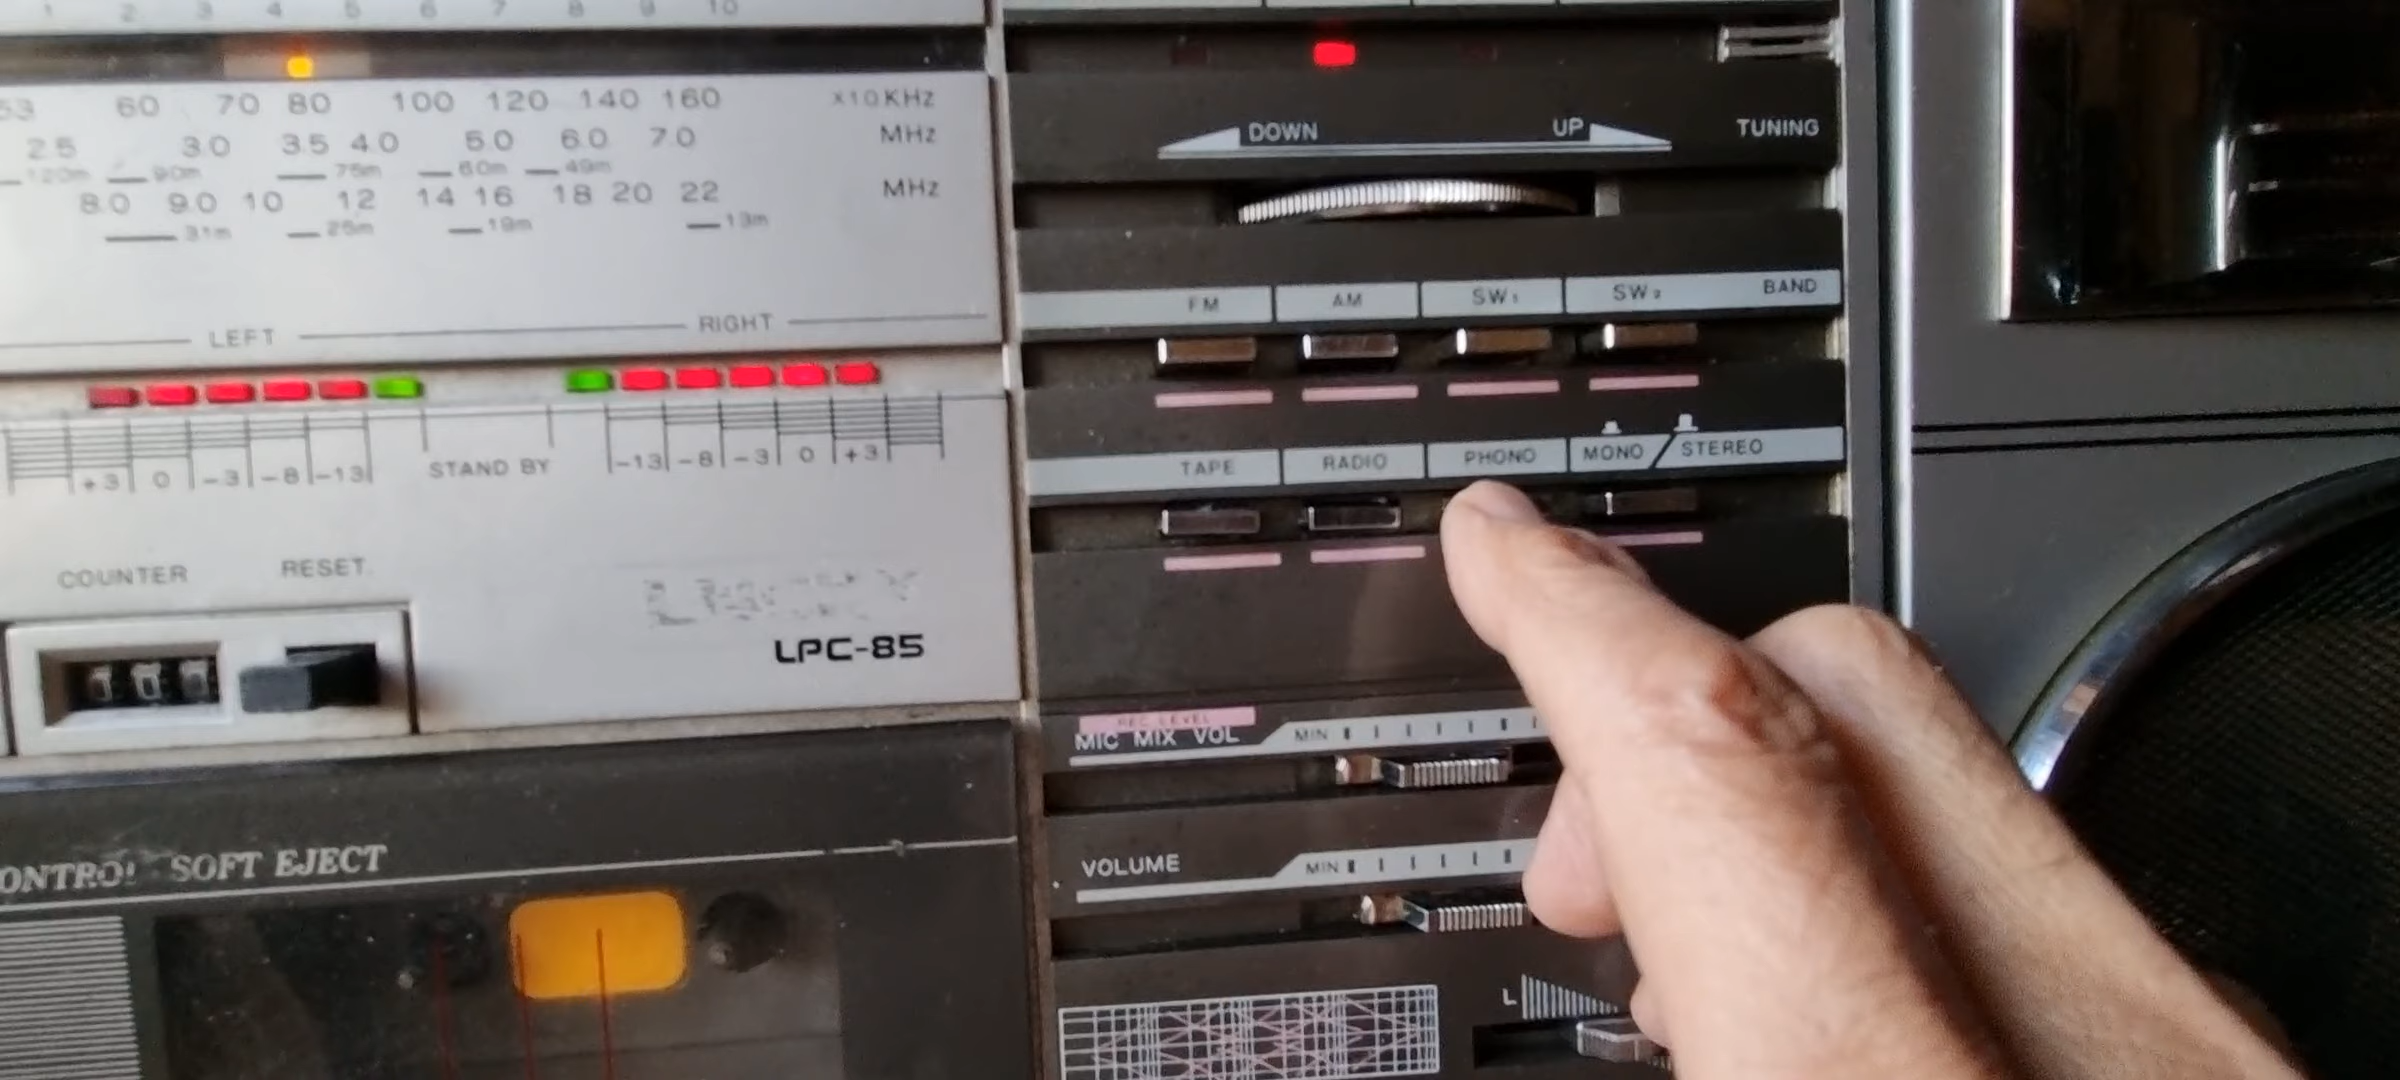 1 2 3 4 5 6 7 8 9 10
53 60 70 80 100 120 140 160 x10KHz
2.5 3.0 3.5 4.0 5.0 6.0 7.0 MHz
120m 90m 75m 60m 49m
8.0 9.0 10 12 14 16 18 20 22 MHz
31m 25m 19m 13m
LEFT RIGHT
+3 0 -3 -8 -13 STAND BY -13 -8 -3 0 +3
COUNTER RESET
LPC-85
SOFT EJECT
DOWN UP TUNING
FM AM SW1 SW2 BAND
TAPE RADIO PHONO MONO / STEREO
REC LEVEL
MIC MIX VOL MIN
VOLUME MIN
L